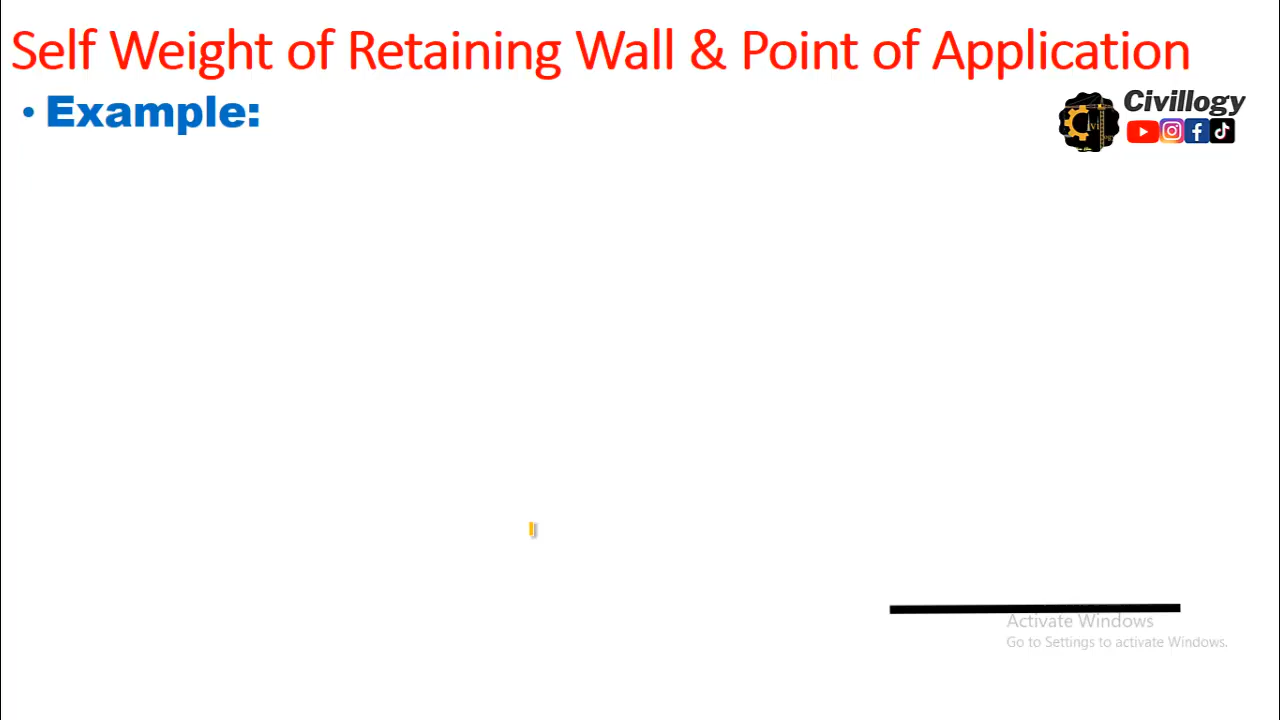 Self Weight of Retaining Wall & Point of Application
• Example:
Civillogy
Activate Windows
Go to Settings to activate Windows.